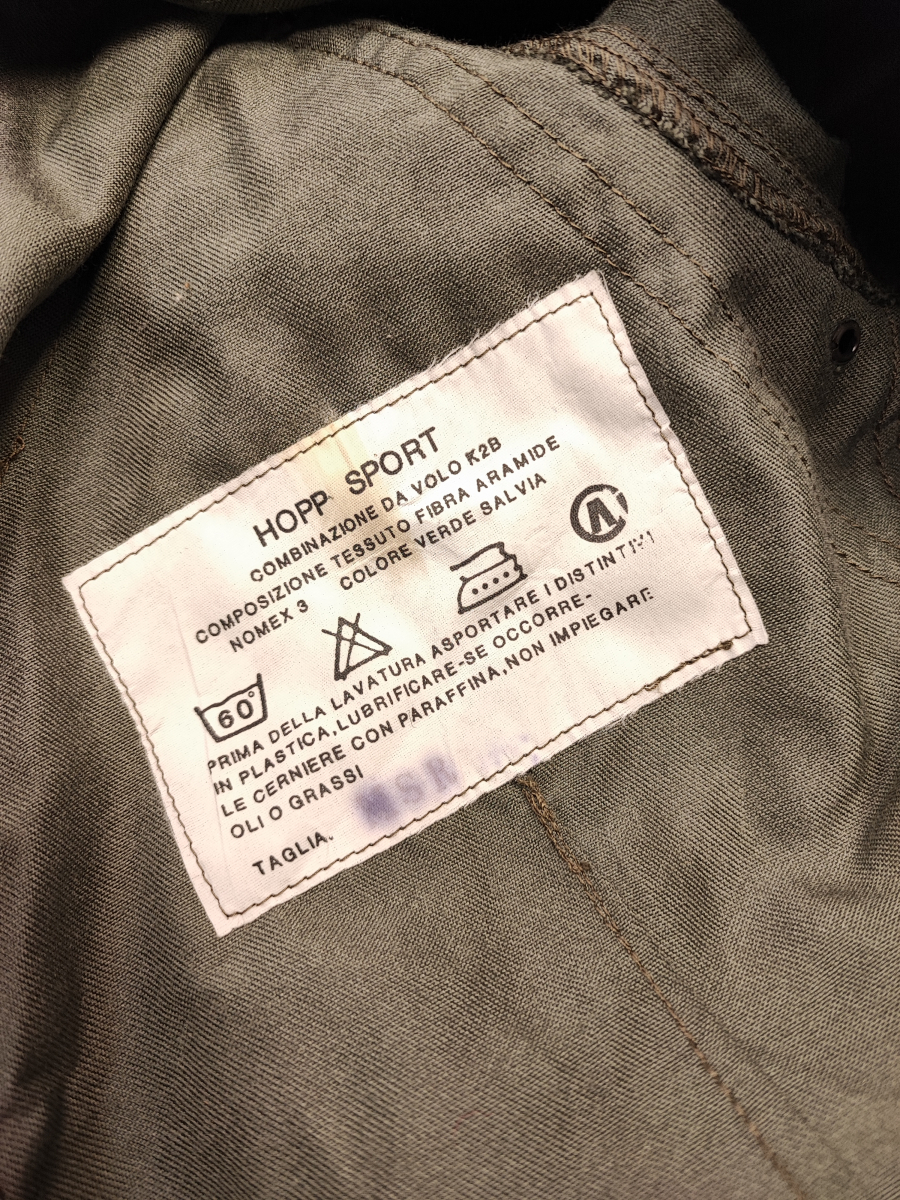 HOPP SPORT
COMBINAZIONE DA VOLO K2B
COMPOSIZIONE TESSUTO FIBRA ARAMIDE
NOMEX 3 COLORE VERDE SALVIA
60°
A
PRIMA DELLA LAVATURA ASPORTARE I DISTINTIVI
IN PLASTICA, LUBRIFICARE-SE OCCORRE-
LE CERNIERE CON PARAFFINA, NON IMPIEGARE
OLI O GRASSI
TAGLIA.